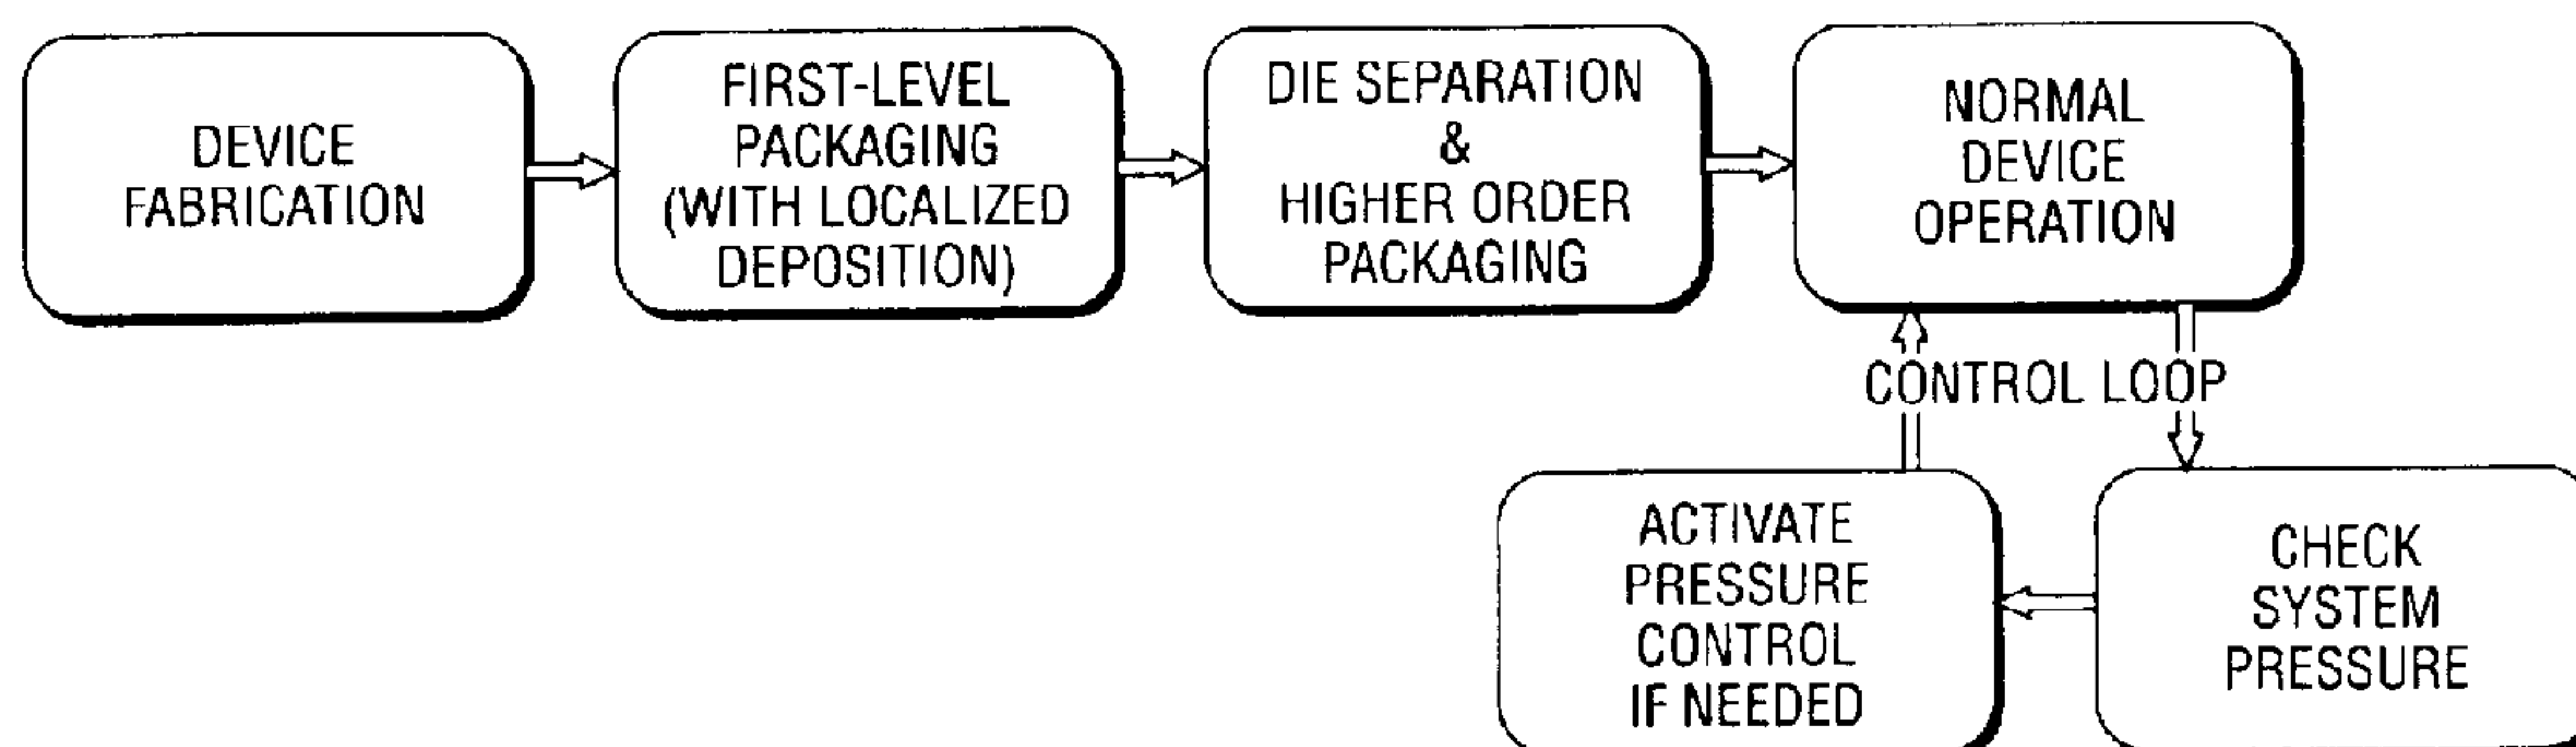 DEVICE
FABRICATION
FIRST-LEVEL
PACKAGING
(WITH LOCALIZED
DEPOSITION)
DIE SEPARATION
&
HIGHER ORDER
PACKAGING
NORMAL
DEVICE
OPERATION
CONTROL LOOP
CHECK
SYSTEM
PRESSURE
ACTIVATE
PRESSURE
CONTROL
IF NEEDED